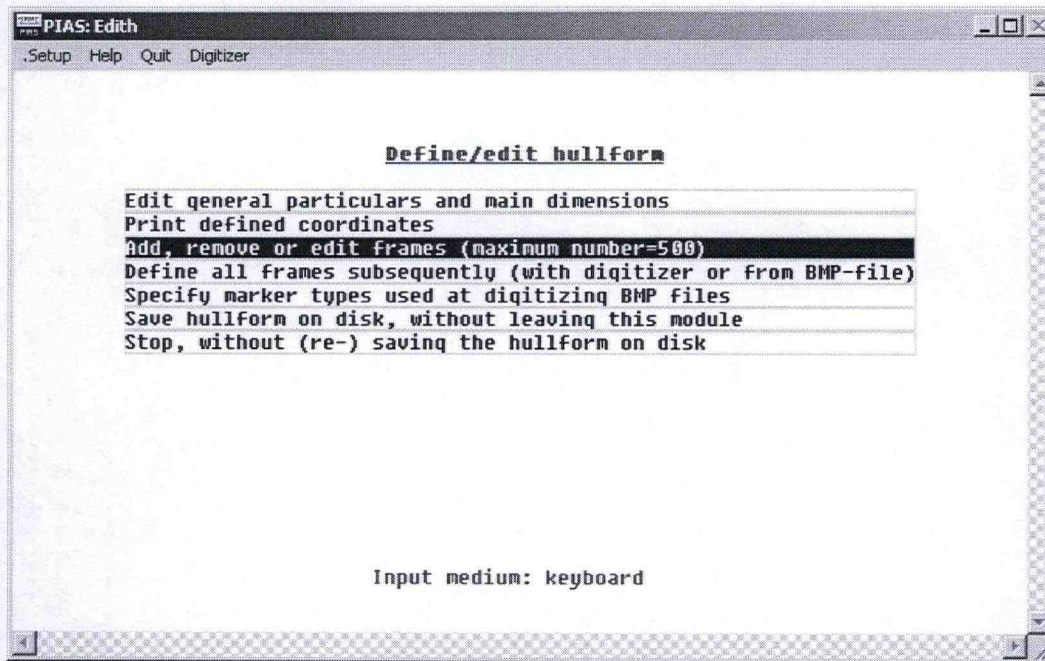 PIAS: Edith
.Setup Help Quit Digitizer
Define/edit hullform
Edit general particulars and main dimensions
Print defined coordinates
Add, remove or edit frames (maximum number=500)
Define all frames subsequently (with digitizer or from BMP-file)
Specify marker types used at digitizing BMP files
Save hullform on disk, without leaving this module
Stop, without (re-) saving the hullform on disk
Input medium: keyboard